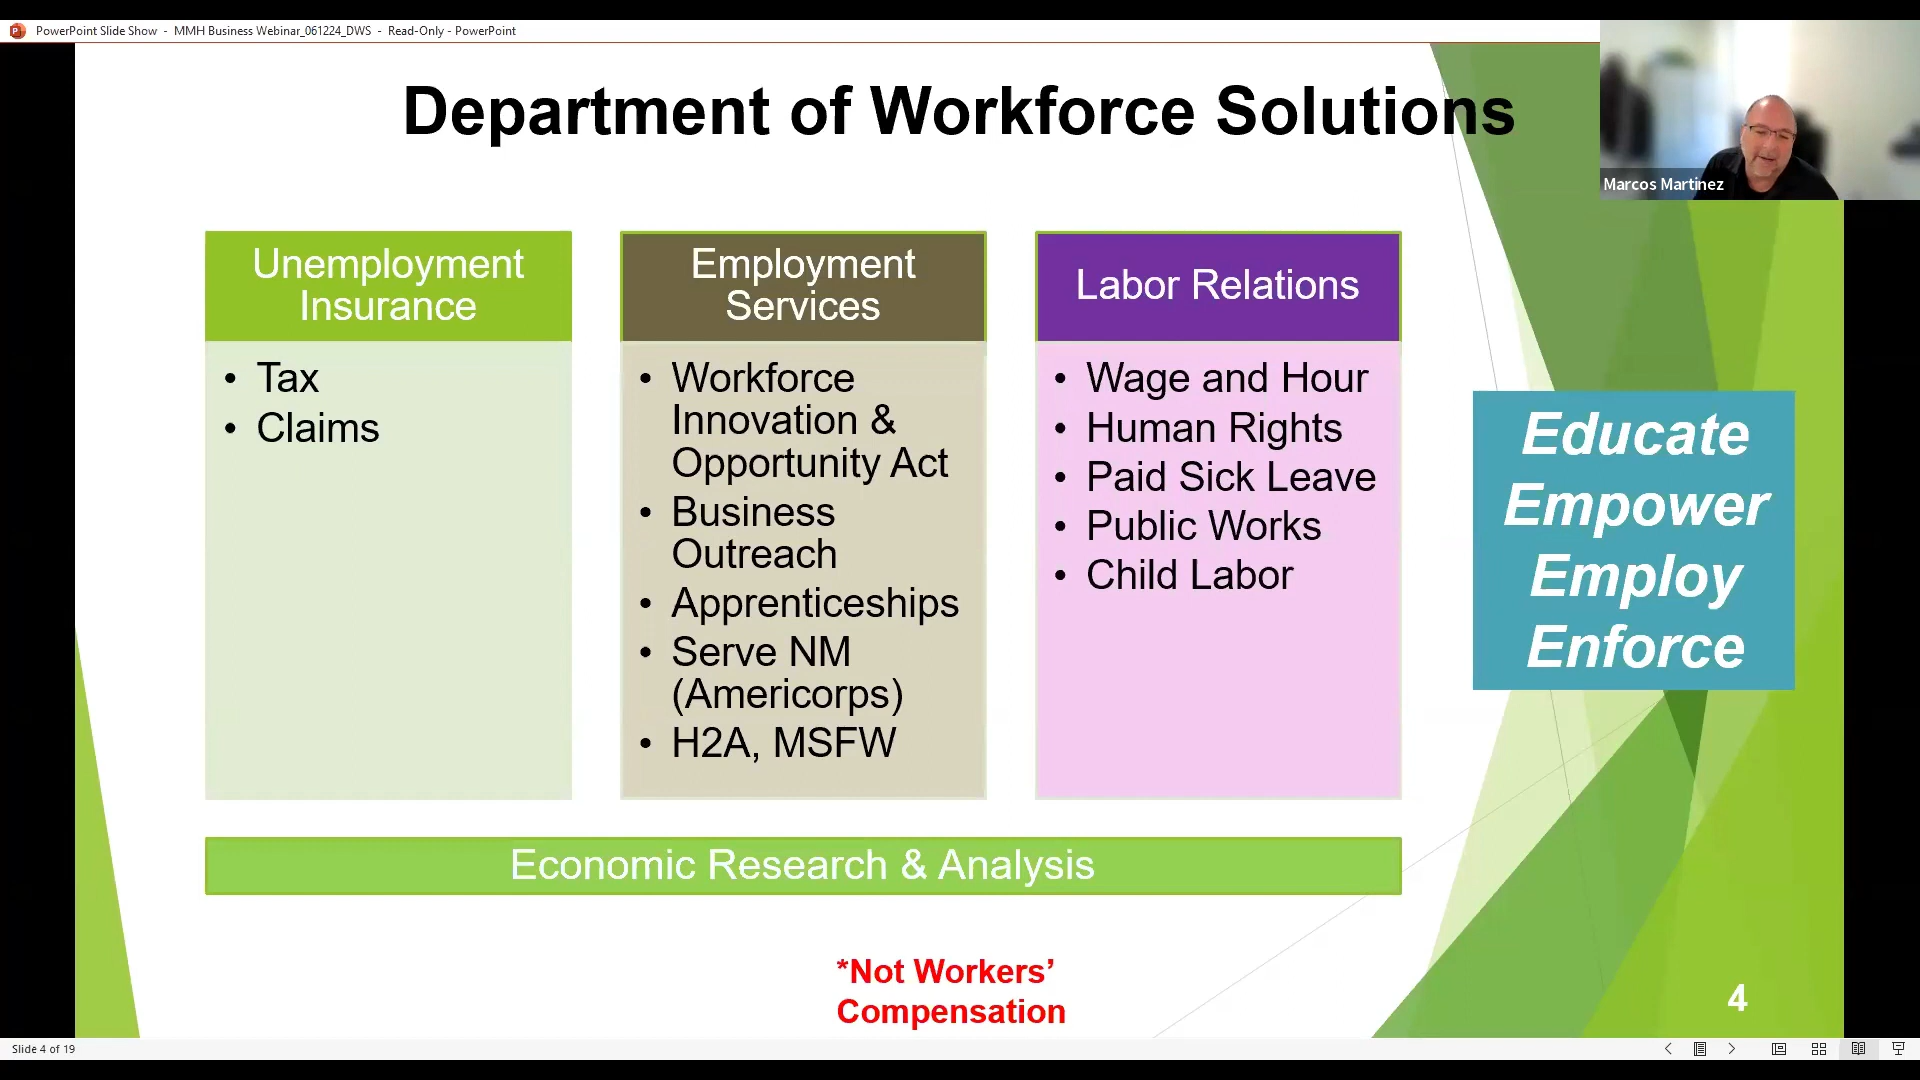 PowerPoint Slide Show - MMH Business Webinar_061224_DWS - Read-Only - PowerPoint
Department of Workforce Solutions
Marcos Martinez
Unemployment
Insurance
• Tax
• Claims
Employment
Services
• Workforce
Innovation &
Opportunity Act
• Business
Outreach
• Apprenticeships
• Serve NM
(Americorps)
• H2A, MSFW
Labor Relations
• Wage and Hour
• Human Rights
• Paid Sick Leave
• Public Works
• Child Labor
Educate
Empower
Employ
Enforce
Economic Research & Analysis
*Not Workers’
Compensation
4
Slide 4 of 19